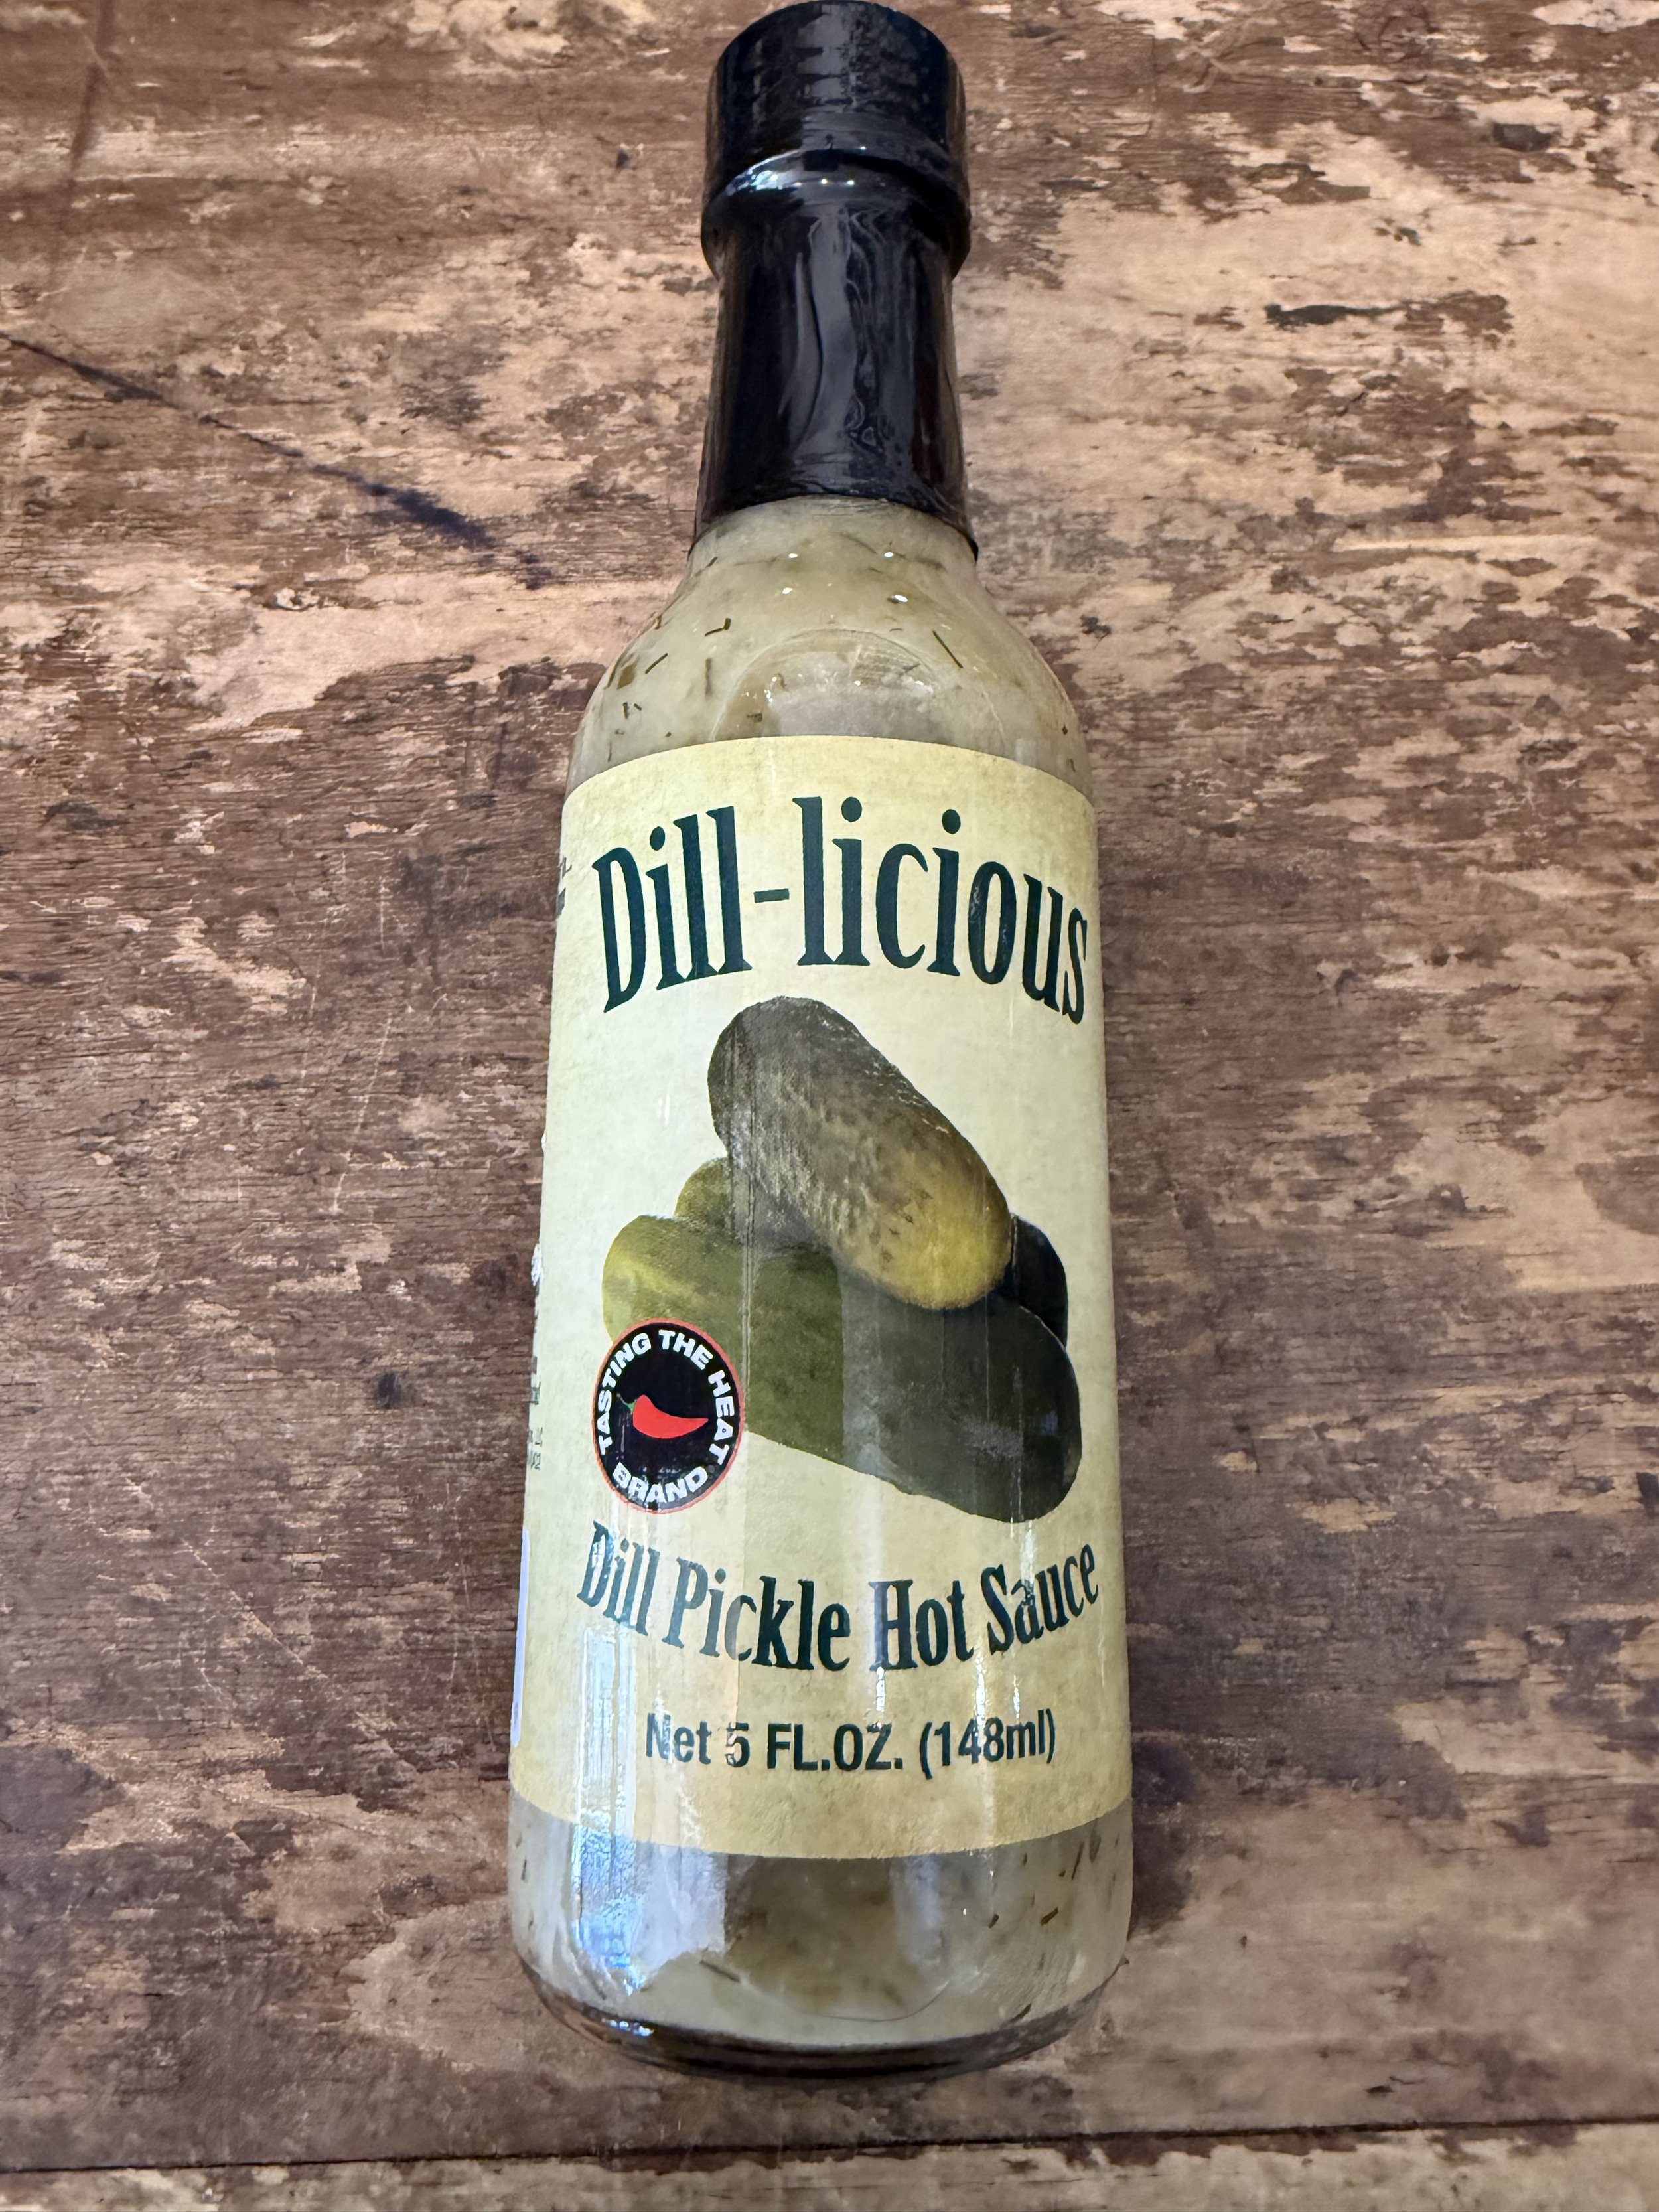 Dill-licious
TASTING THE HEAT
BRAND
Dill Pickle Hot Sauce
Net 5 FL.OZ. (148ml)